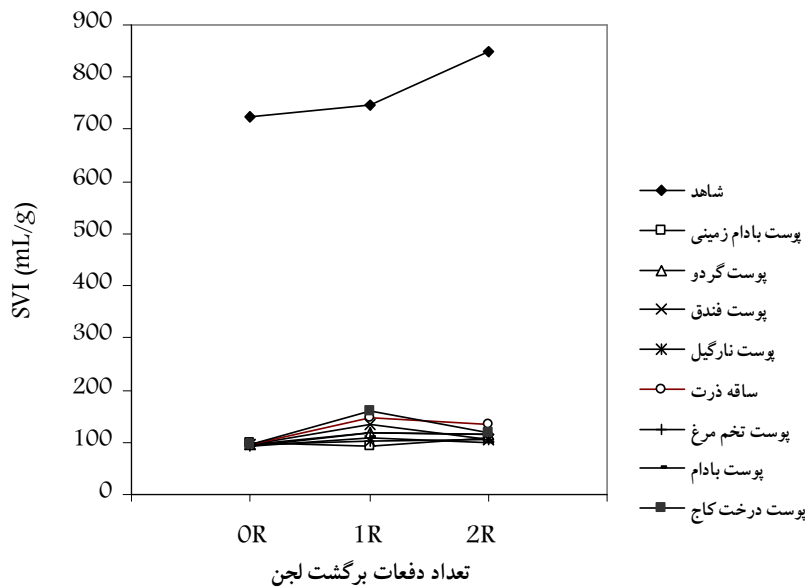 900
800
700
600
500
400
300
200
100
0
SVI (mL/g)
0R 1R 2R
تعداد دفعات برگشت لجن
شاهد
پوست بادام زمینی
پوست گردو
پوست فندق
پوست نارگیل
ساقه ذرت
پوست تخم مرغ
پوست بادام
پوست درخت کاج